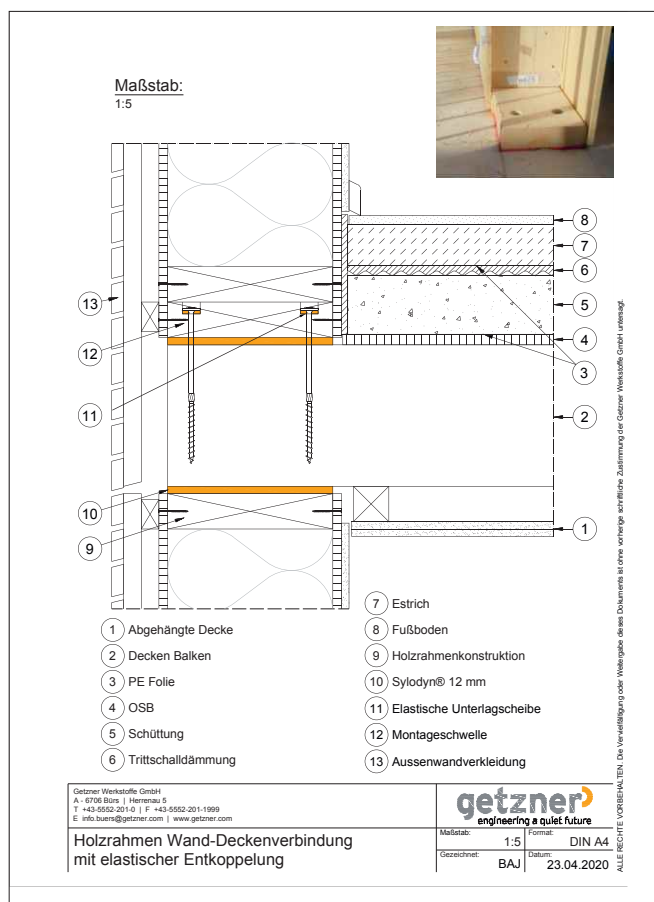 Maßstab:
1:5
8
7
6
5
4
3
2
1
13
12
11
10
9
1 Abgehängte Decke
2 Decken Balken
3 PE Folie
4 OSB
5 Schüttung
6 Trittschalldämmung
7 Estrich
8 Fußboden
9 Holzrahmenkonstruktion
10 Sylodyn® 12 mm
11 Elastische Unterlagscheibe
12 Montageschwelle
13 Aussenwandverkleidung
ALLE RECHTE VORBEHALTEN. Die Vervielfältigung oder Weitergabe dieses Dokuments ist ohne vorherige schriftliche Zustimmung der Getzner Werkstoffe GmbH untersagt.
Getzner Werkstoffe GmbH
A - 6706 Bürs | Herrenau 5
T +43-5552-201-0 | F +43-5552-201-1999
E info.buers@getzner.com | www.getzner.com
getzner
engineering a quiet future
Holzrahmen Wand-Deckenverbindung
mit elastischer Entkoppelung
Maßstab: 1:5
Format: DIN A4
Gezeichnet: BAJ
Datum: 23.04.2020